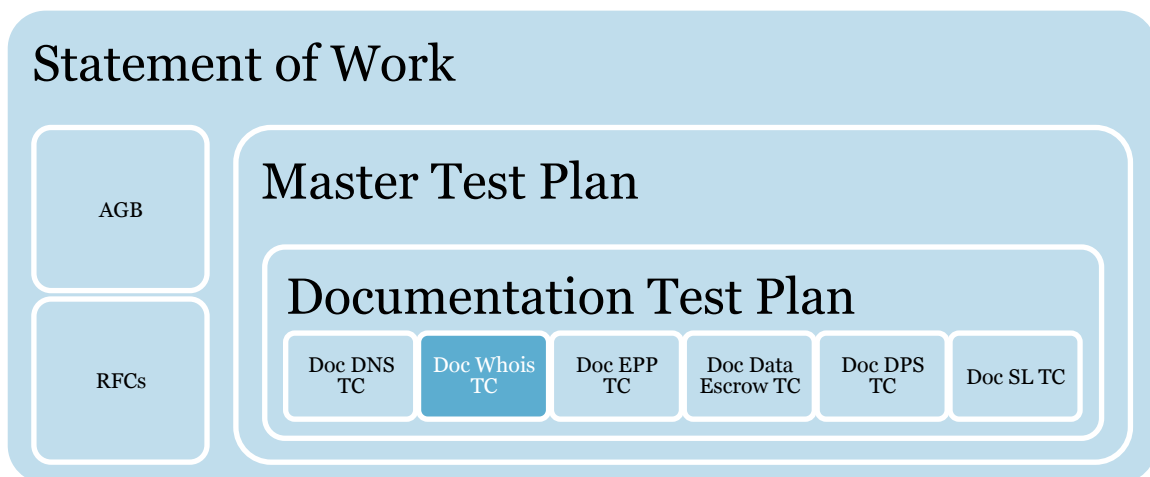 Statement of Work
AGB
RFCs
Master Test Plan
Documentation Test Plan
Doc DNS
TC
Doc Whois
TC
Doc EPP
TC
Doc Data
Escrow TC
Doc DPS
TC
Doc SL TC